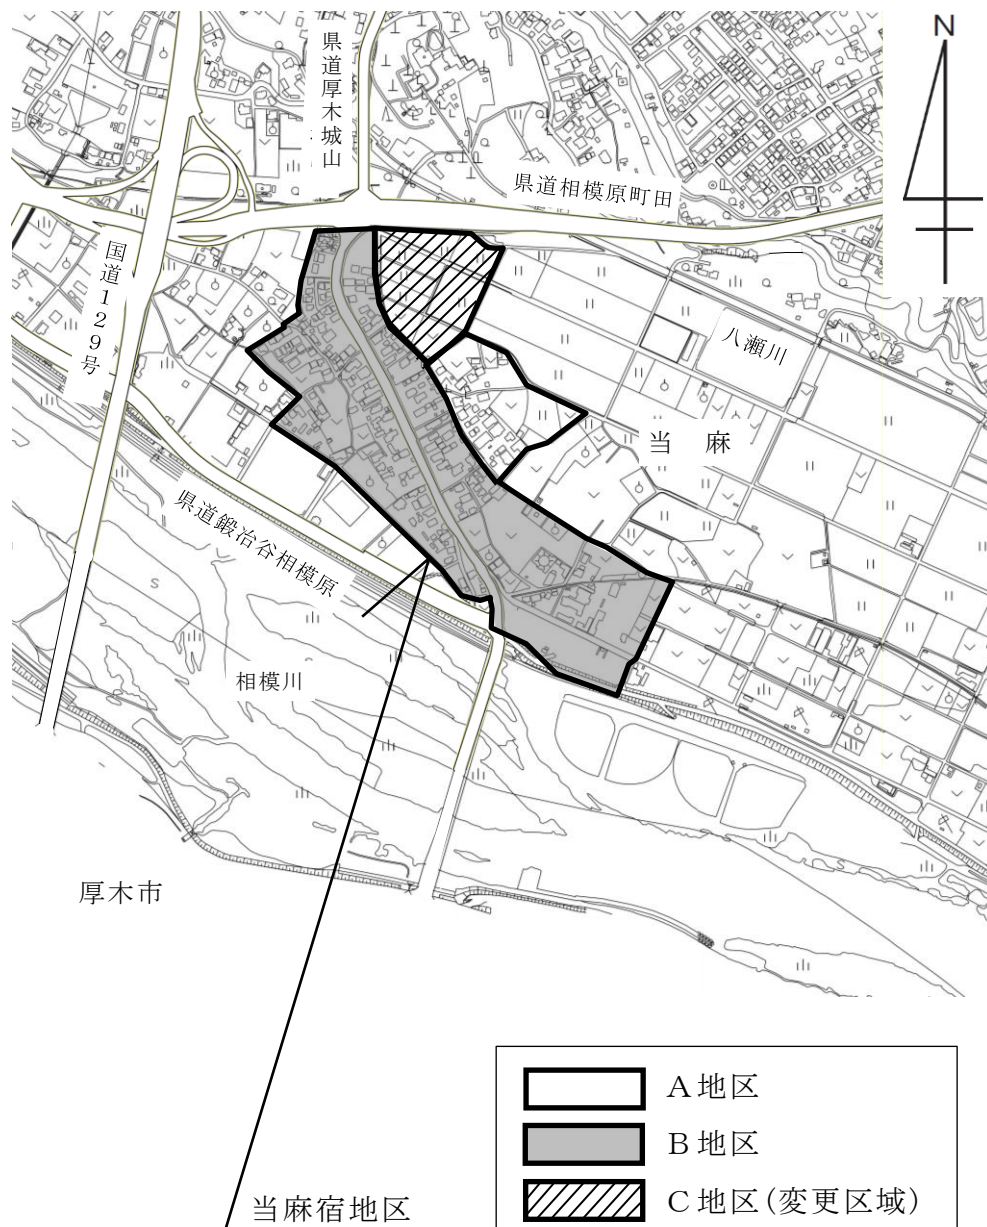 N
県道厚木城山
県道相模原町田
国道129号
八瀬川
当麻
県道鍛冶谷相模原
相模川
厚木市
A地区
B地区
C地区(変更区域)
当麻宿地区